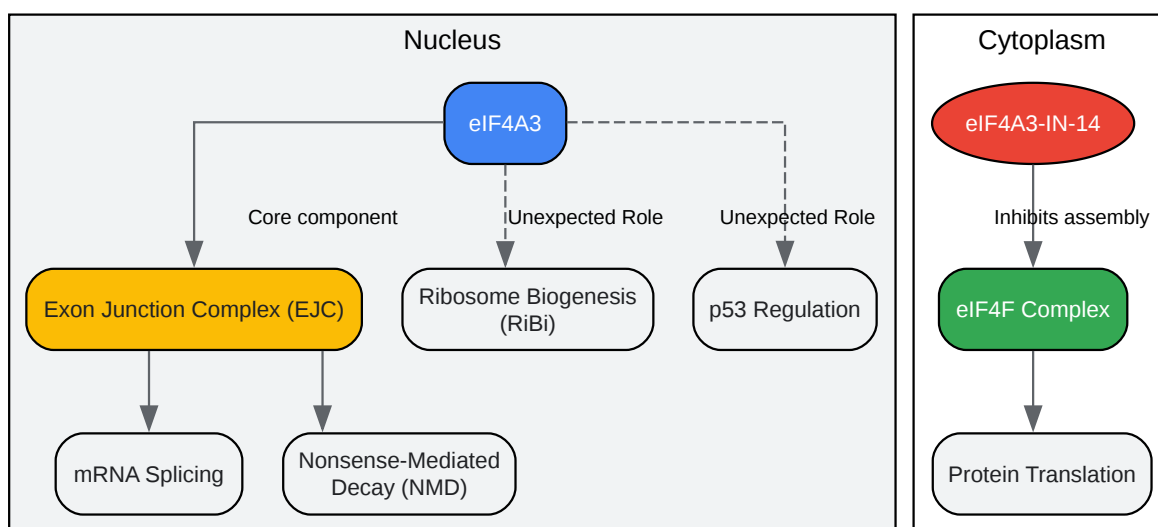 Nucleus
Cytoplasm
eIF4A3
eIF4A3-IN-14
Core component
Unexpected Role
Unexpected Role
Inhibits assembly
Exon Junction Complex (EJC)
Ribosome Biogenesis
(RiBi)
p53 Regulation
eIF4F Complex
mRNA Splicing
Nonsense-Mediated
Decay (NMD)
Protein Translation